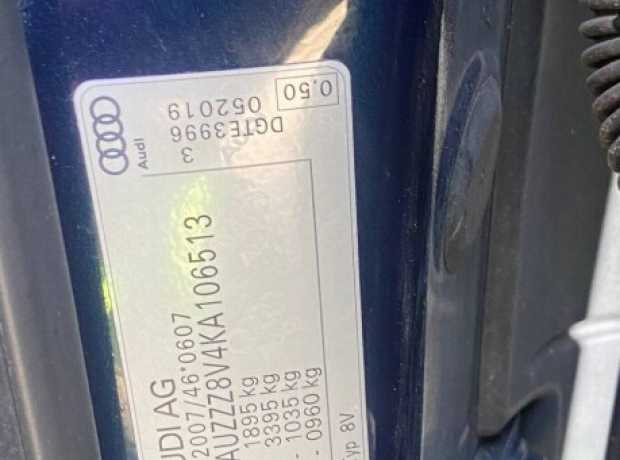 Audi
3
DGTE3996
052019
0.50
UDI AG
2007/46*0607
AUZZZ8V4KA106513
1895 kg
3395 kg
- 1035 kg
- 0960 kg
Typ 8V